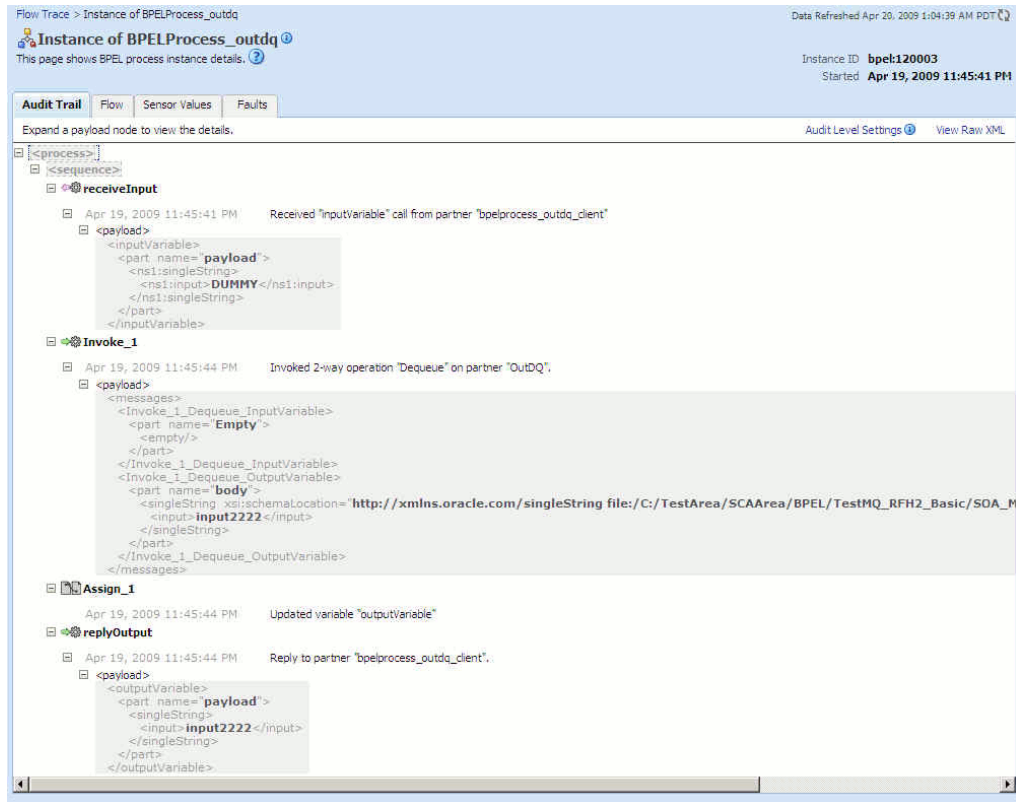 Flow Trace > Instance of BPELProcess_outdq
Data Refreshed Apr 20, 2009 1:04:39 AM PDT
Instance of BPELProcess_outdq
This page shows BPEL process instance details.
Instance ID bpel:120003
Started Apr 19, 2009 11:45:41 PM
Audit Trail Flow Sensor Values Faults
Expand a payload node to view the details. Audit Level Settings View Raw XML
<process>
<sequence>
receiveInput
Apr 19, 2009 11:45:41 PM Received "inputVariable" call from partner "bpelprocess_outdq_client"
<payload>
<inputVariable>
<part name="payload">
<ns1:singleString>
<ns1:input>DUMMY</ns1:input>
</ns1:singleString>
</part>
</inputVariable>
Invoke_1
Apr 19, 2009 11:45:44 PM Invoked 2-way operation "Dequeue" on partner "OutDQ".
<payload>
<messages>
<Invoke_1_Dequeue_InputVariable>
<part name="Empty">
<empty/>
</part>
</Invoke_1_Dequeue_InputVariable>
<Invoke_1_Dequeue_OutputVariable>
<part name="body">
<singleString xsi:schemaLocation="http://xmlns.oracle.com/singleString file:/C:/TestArea/SCAArea/BPEL/TestMQ_RFH2_Basic/SOA_M
<input>input2222</input>
</singleString>
</part>
</Invoke_1_Dequeue_OutputVariable>
</messages>
Assign_1
Apr 19, 2009 11:45:44 PM Updated variable "outputVariable"
replyOutput
Apr 19, 2009 11:45:44 PM Reply to partner "bpelprocess_outdq_client".
<payload>
<outputVariable>
<part name="payload">
<singleString>
<input>input2222</input>
</singleString>
</part>
</outputVariable>